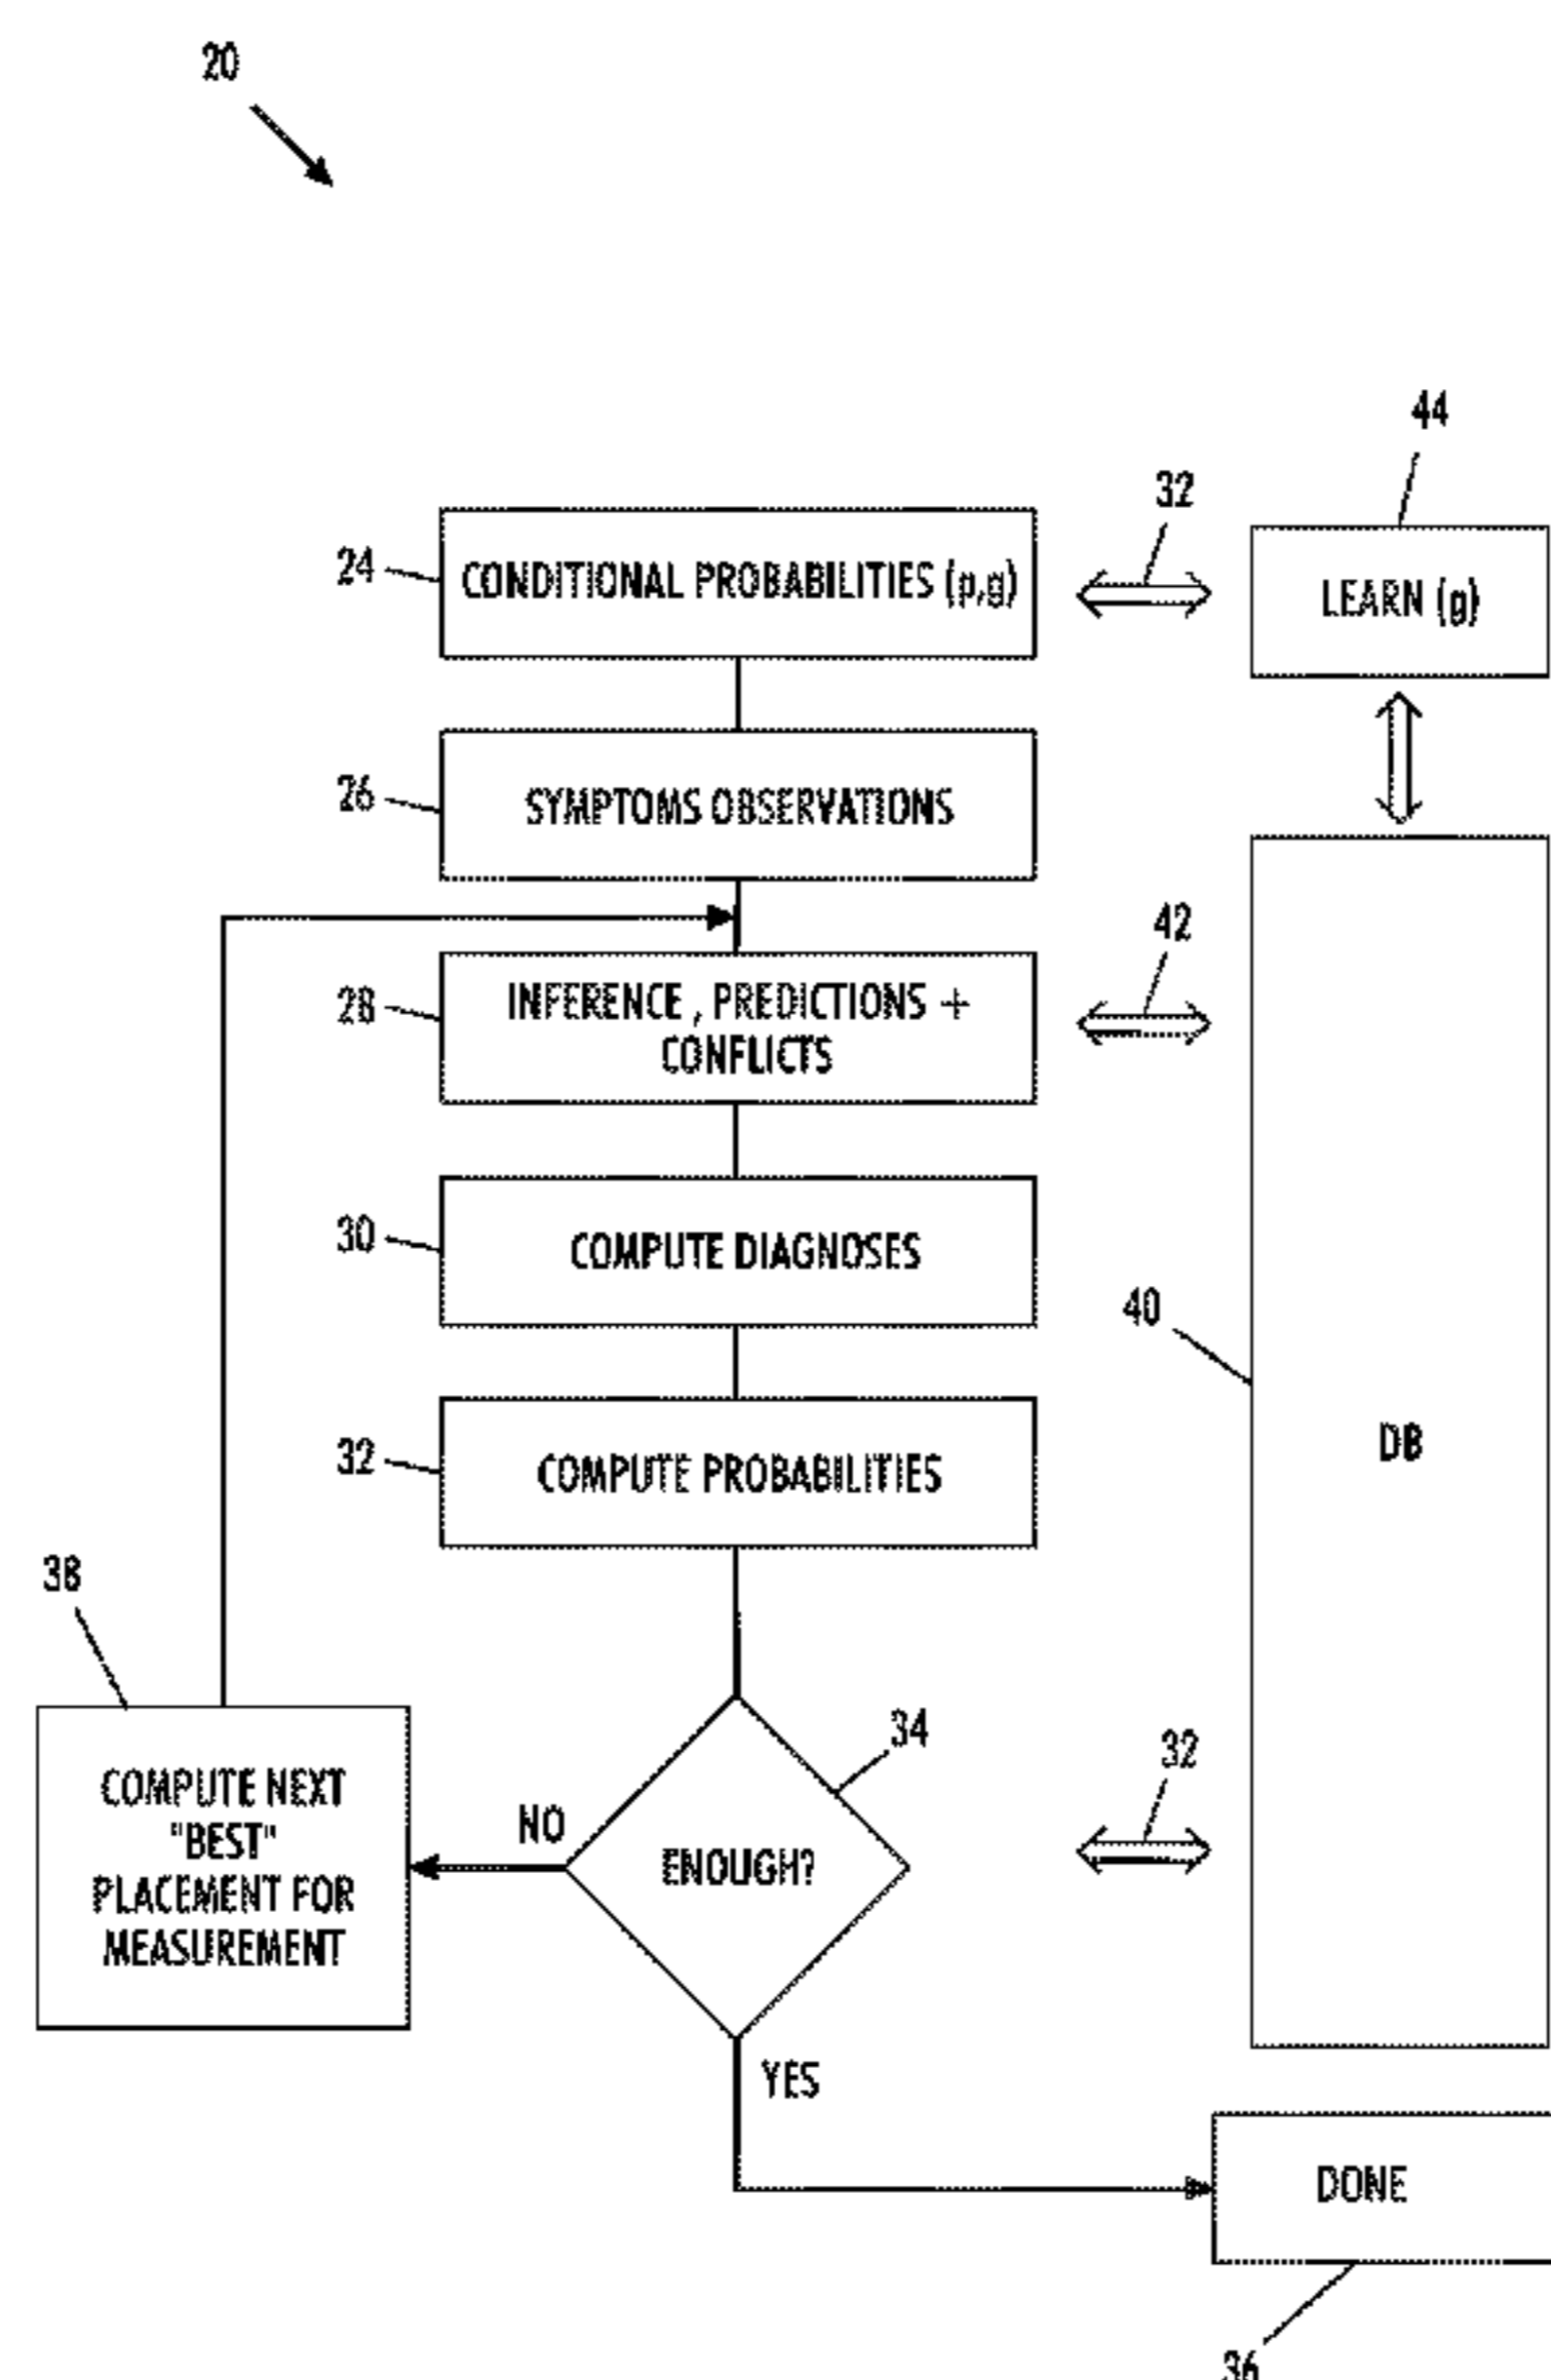 20
44
32
24
CONDITIONAL PROBABILITIES (p,g)
LEARN (g)
26
SYMPTOMS OBSERVATIONS
42
28
INFERENCE, PREDICTIONS +
CONFLICTS
30
COMPUTE DIAGNOSES
40
DB
32
COMPUTE PROBABILITIES
38
34
32
COMPUTE NEXT
"BEST"
PLACEMENT FOR
MEASUREMENT
NO
ENOUGH?
YES
DONE
36